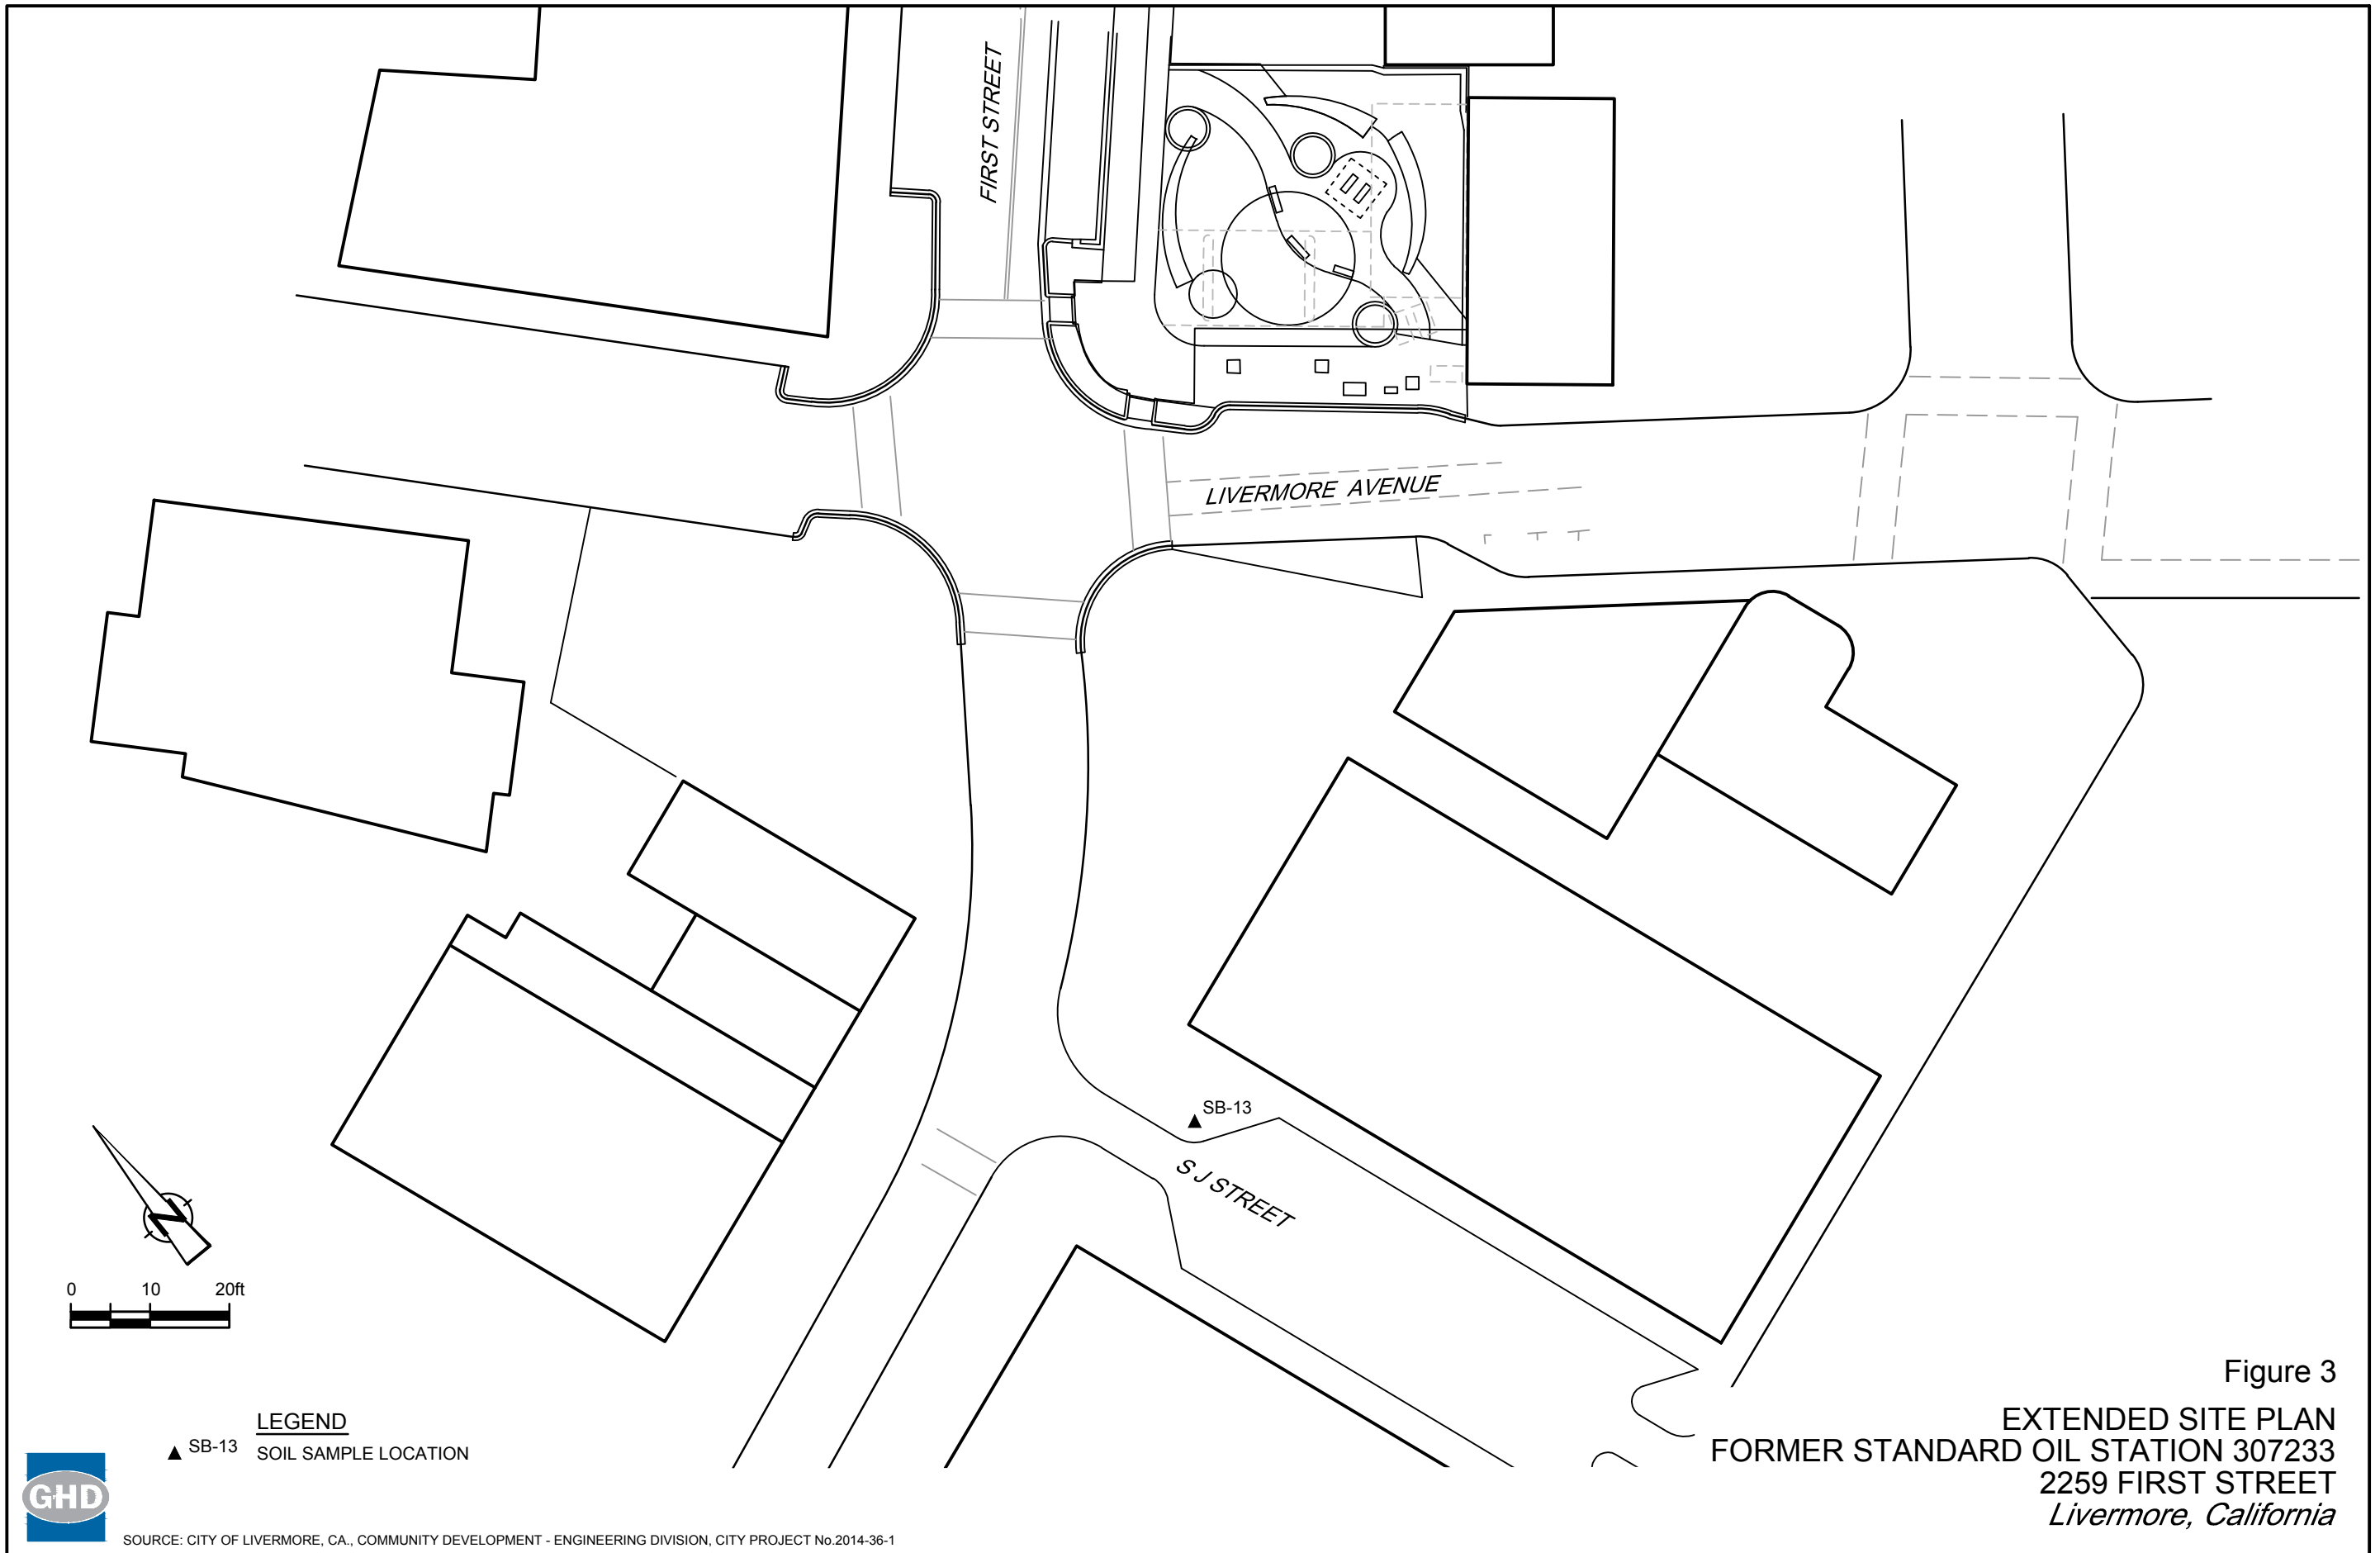 FIRST STREET
LIVERMORE AVENUE
SB-13
S J STREET
N
0 10 20ft
Figure 3
EXTENDED SITE PLAN
FORMER STANDARD OIL STATION 307233
2259 FIRST STREET
Livermore, California
LEGEND
SB-13 SOIL SAMPLE LOCATION
GHD
SOURCE: CITY OF LIVERMORE, CA., COMMUNITY DEVELOPMENT - ENGINEERING DIVISION, CITY PROJECT No.2014-36-1